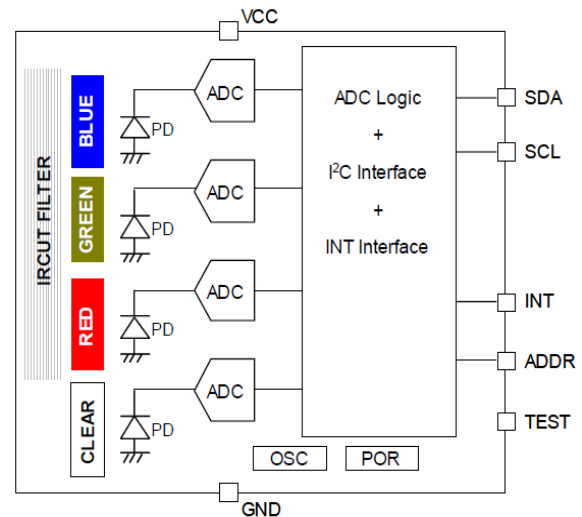 VCC
IRCUT FILTER
BLUE
GREEN
RED
CLEAR
PD
PD
PD
PD
ADC
ADC
ADC
ADC
ADC Logic
+
I²C Interface
+
INT Interface
OSC
POR
SDA
SCL
INT
ADDR
TEST
GND